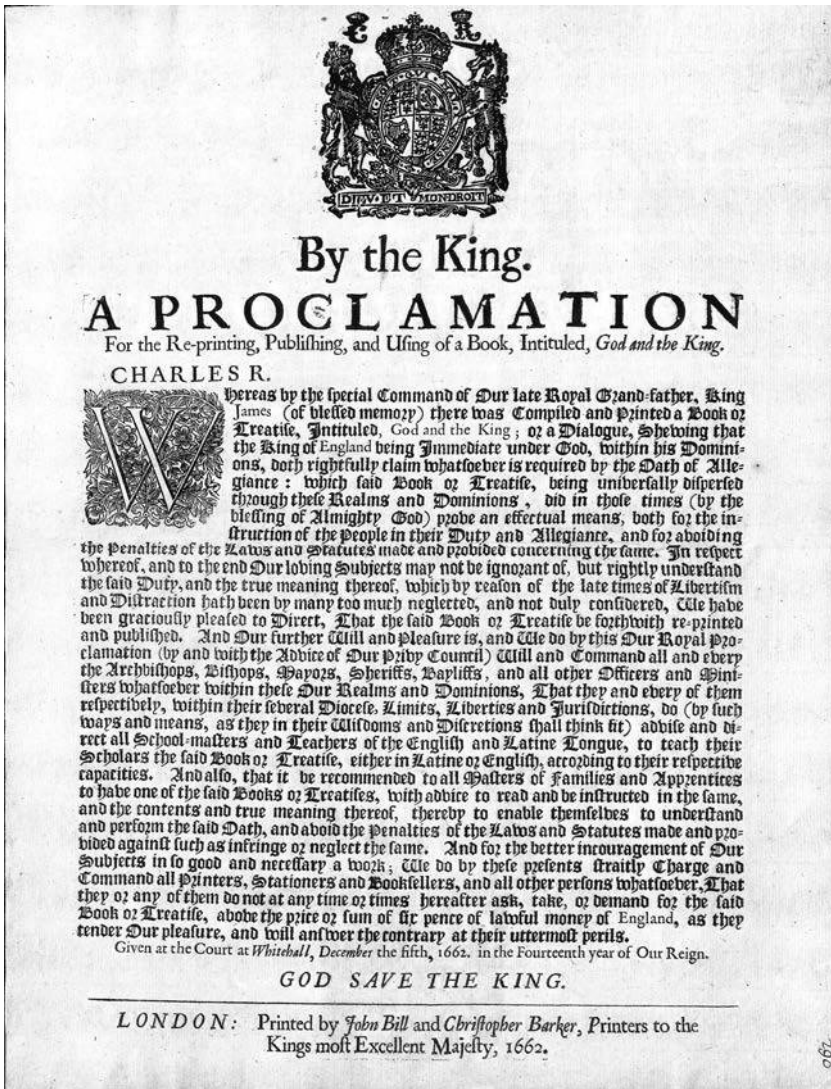 C R
HONI SOIT QUI MAL Y PENSE
DIEV·ET MONDROIT
By the King.
A PROCLAMATION
For the Re-printing, Publiſhing, and Uſing of a Book, Intituled, God and the King.
CHARLES R.
Whereas by the ſpecial Command of Our late Royal Grand-father, King
James (of bleſſed memory) there was Compiled and Printed a Book or
Treatiſe, Intituled, God and the King; or a Dialogue, Shewing that
the King of England being Immediate under God, within his Domini-
ons, doth rightfully claim whatſoever is required by the Oath of Alle-
giance: which ſaid Book or Treatiſe, being univerſally diſperſed
through theſe Realms and Dominions, did in thoſe times (by the
bleſſing of Almighty God) prove an effectual means, both for the in-
ſtruction of the People in their Duty and Allegiance, and for avoiding
the Penalties of the Laws and Statutes made and provided concerning the ſame. In reſpect
whereof, and to the end Our loving Subjects may not be ignorant of, but rightly underſtand
the ſaid Duty, and the true meaning thereof, which by reaſon of the late times of Libertiſm
and Diſtraction hath been by many too much neglected, and not duly conſidered, We have
been graciouſly pleaſed to Direct, That the ſaid Book or Treatiſe be forthwith re-printed
and publiſhed. And Our further Will and Pleaſure is, and We do by this Our Royal Pro-
clamation (by and with the Advice of Our Privy Council) Will and Command all and every
the Archbiſhops, Biſhops, Mayors, Sheriffs, Bayliffs, and all other Officers and Mini-
ſters whatſoever within theſe Our Realms and Dominions, That they and every of them
reſpectively, within their ſeveral Dioceſe, Limits, Liberties and Juriſdictions, do (by ſuch
ways and means, as they in their Wiſdoms and Diſcretions ſhall think fit) adviſe and di-
rect all School-maſters and Teachers of the Engliſh and Latine Tongue, to teach their
Scholars the ſaid Book or Treatiſe, either in Latine or Engliſh, according to their reſpective
capacities. And alſo, that it be recommended to all Maſters of Families and Apprentices
to have one of the ſaid Books or Treatiſes, with advice to read and be inſtructed in the ſame,
and the contents and true meaning thereof, thereby to enable themſelves to underſtand
and perform the ſaid Oath, and avoid the Penalties of the Laws and Statutes made and pro-
vided againſt ſuch as infringe or neglect the ſame. And for the better incouragement of Our
Subjects in ſo good and neceſſary a work; We do by theſe preſents ſtraitly Charge and
Command all Printers, Stationers and Bookſellers, and all other perſons whatſoever, That
they or any of them do not at any time or times hereafter ask, take, or demand for the ſaid
Book or Treatiſe, above the price or ſum of ſix pence of lawful money of England, as they
tender Our pleaſure, and will anſwer the contrary at their uttermoſt perils.
Given at the Court at Whitehall, December the fifth, 1662. in the Fourteenth year of Our Reign.
GOD SAVE THE KING.
LONDON: Printed by John Bill and Chriſtopher Barker, Printers to the
Kings moſt Excellent Majeſty, 1662.
290